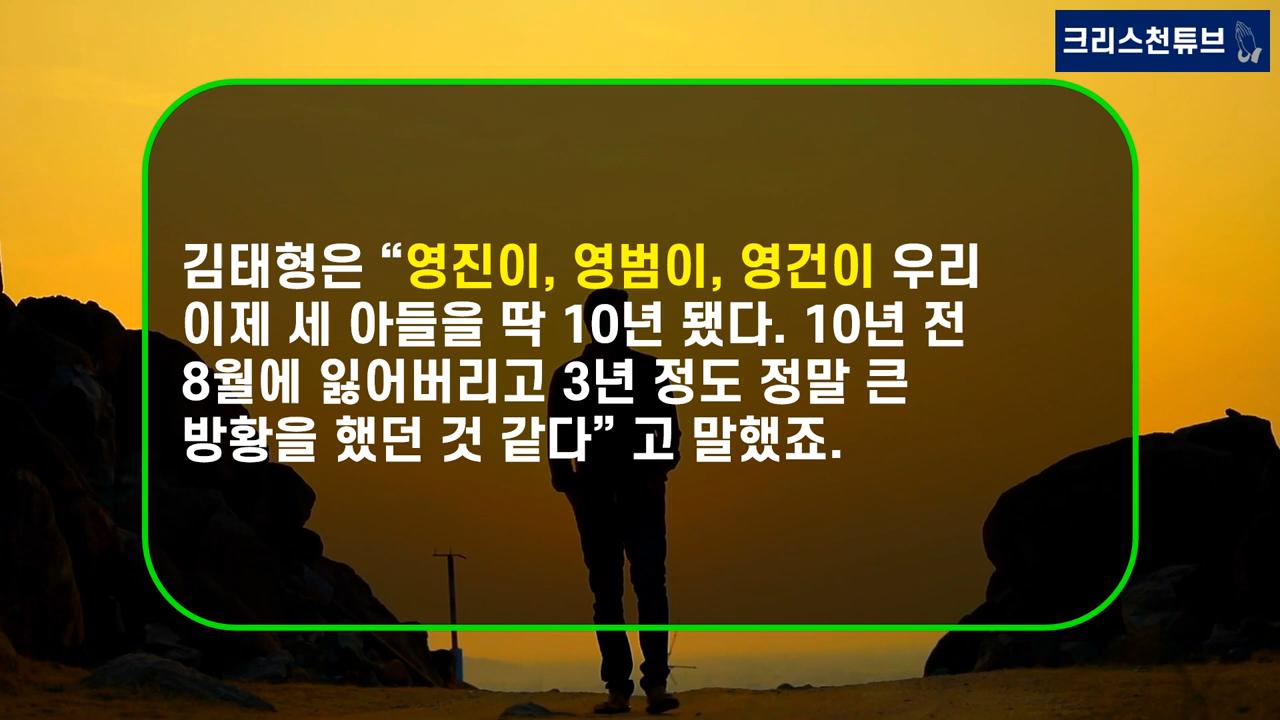 크리스천튜브
김태형은 “영진이, 영범이, 영건이 우리
이제 세 아들을 딱 10년 됐다. 10년 전
8월에 잃어버리고 3년 정도 정말 큰
방황을 했던 것 같다” 고 말했죠.